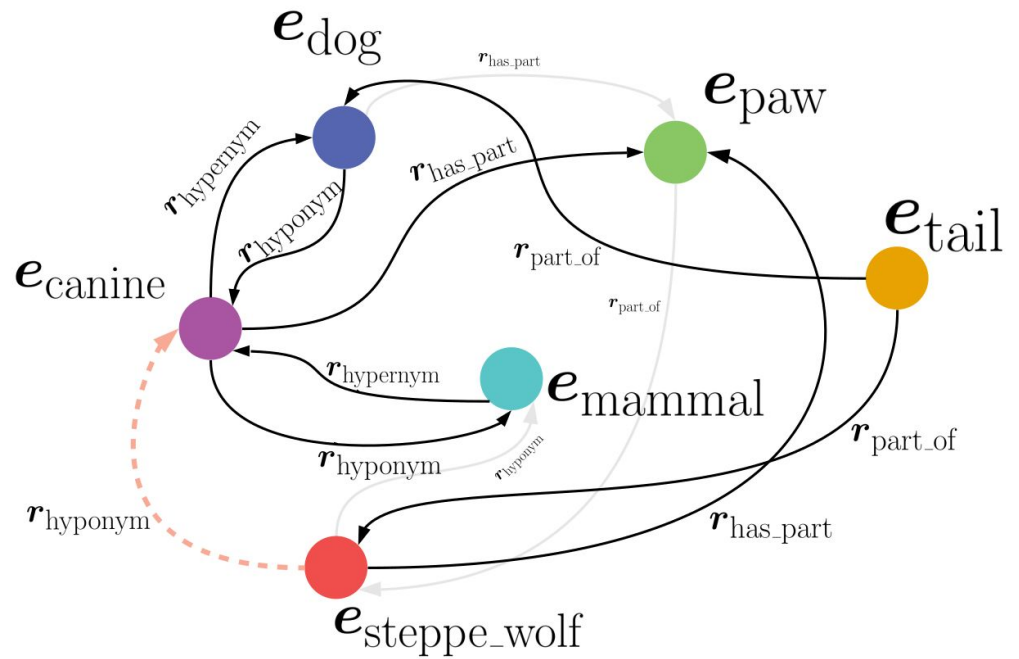 e_dog
r_has_part
e_paw
r_hypernym
r_has_part
r_hyponym
e_tail
r_part_of
e_canine
r_part_of
r_hypernym
e_mammal
r_hyponym
r_hyponym
r_part_of
r_hyponym
r_has_part
e_steppe_wolf